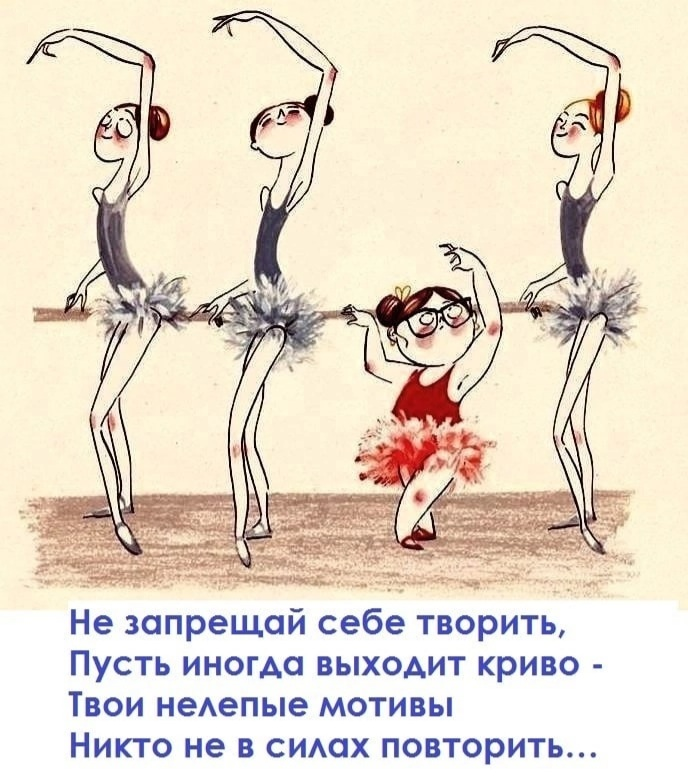 Не запрещай себе творить,
Пусть иногда выходит криво -
Твои нелепые мотивы
Никто не в силах повторить...